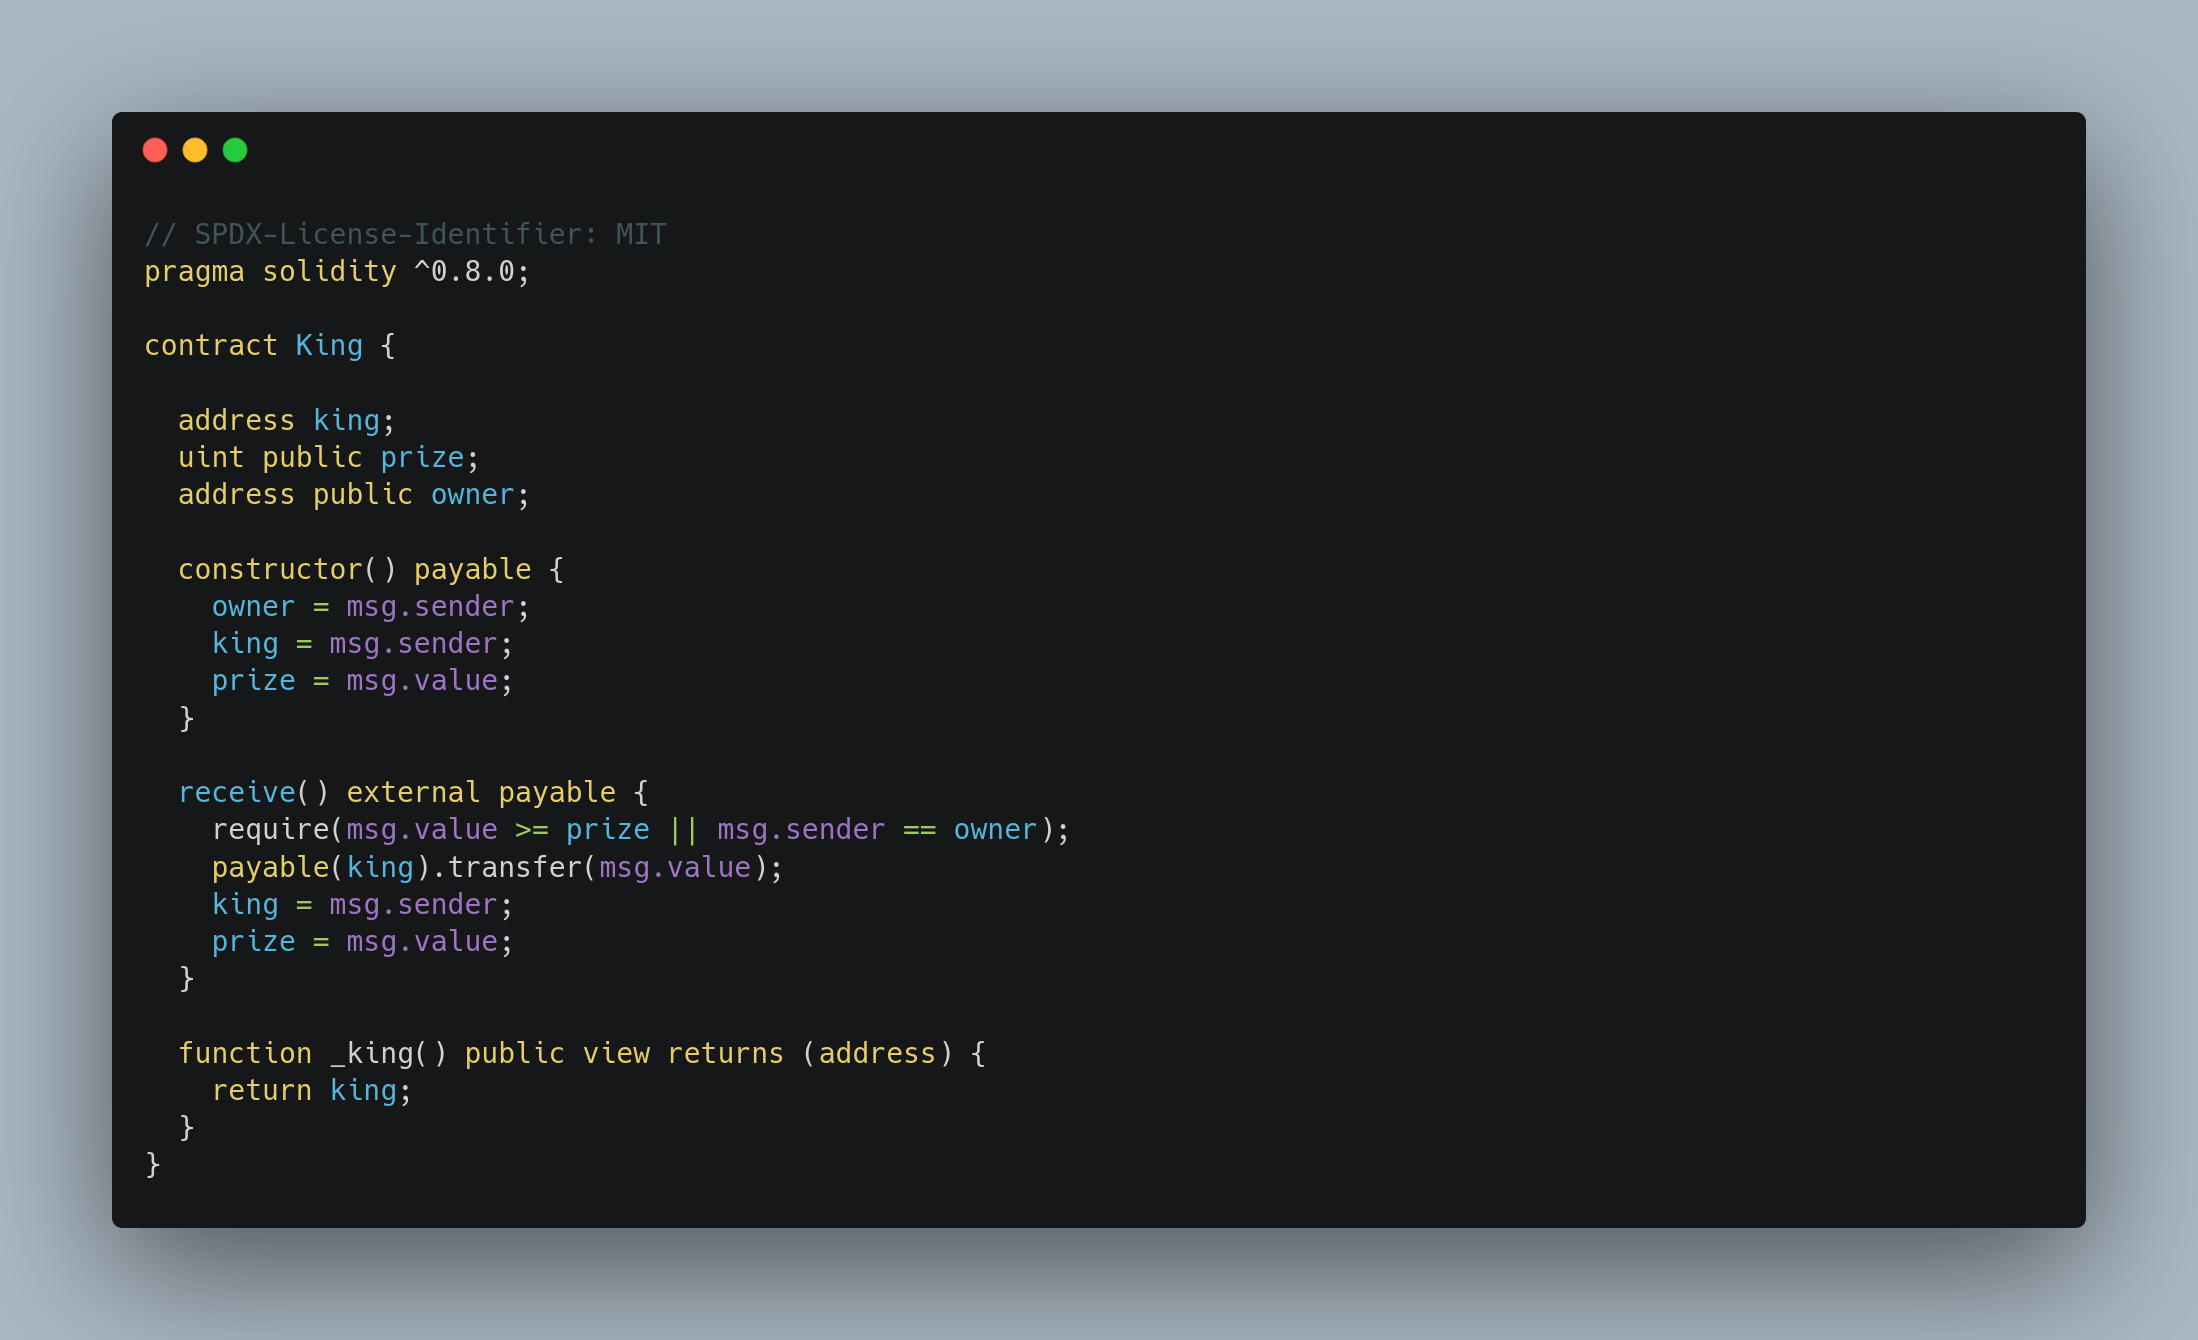 // SPDX-License-Identifier: MIT
pragma solidity ^0.8.0;

contract King {

  address king;
  uint public prize;
  address public owner;

  constructor() payable {
    owner = msg.sender;
    king = msg.sender;
    prize = msg.value;
  }

  receive() external payable {
    require(msg.value >= prize || msg.sender == owner);
    payable(king).transfer(msg.value);
    king = msg.sender;
    prize = msg.value;
  }

  function _king() public view returns (address) {
    return king;
  }
}